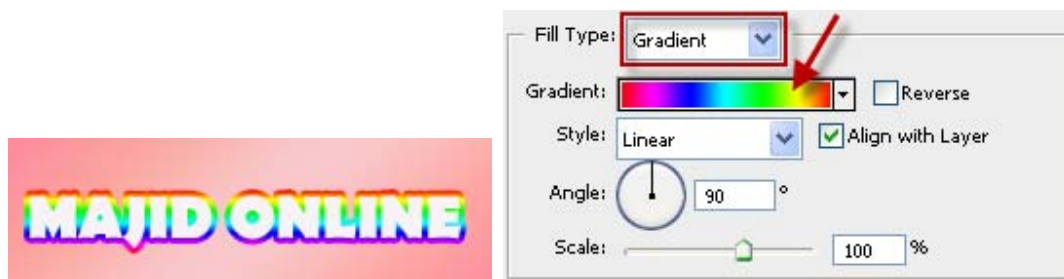 MAJID ONLINE
Fill Type: Gradient
Gradient: Reverse
Style: Linear Align with Layer
Angle: 90 °
Scale: 100 %